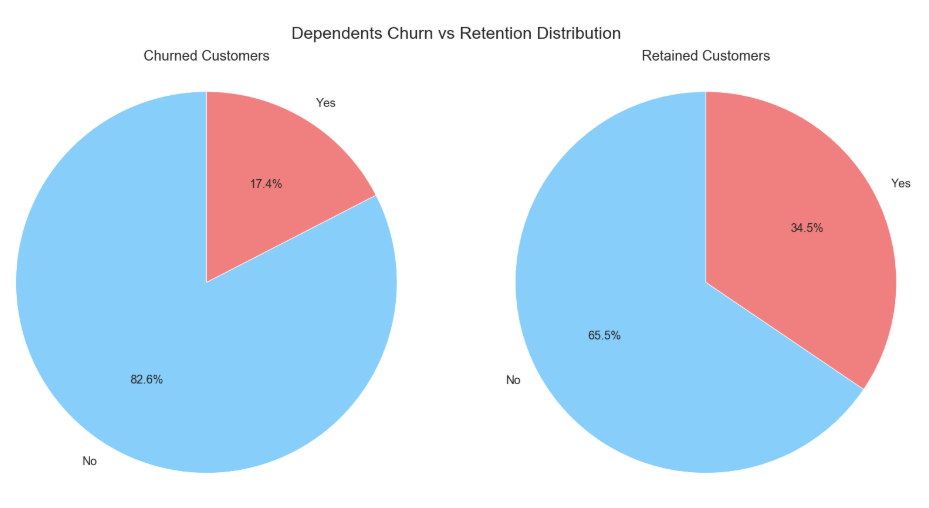 Dependents Churn vs Retention Distribution
Churned Customers
Yes
17.4%
82.6%
No
Retained Customers
Yes
34.5%
65.5%
No